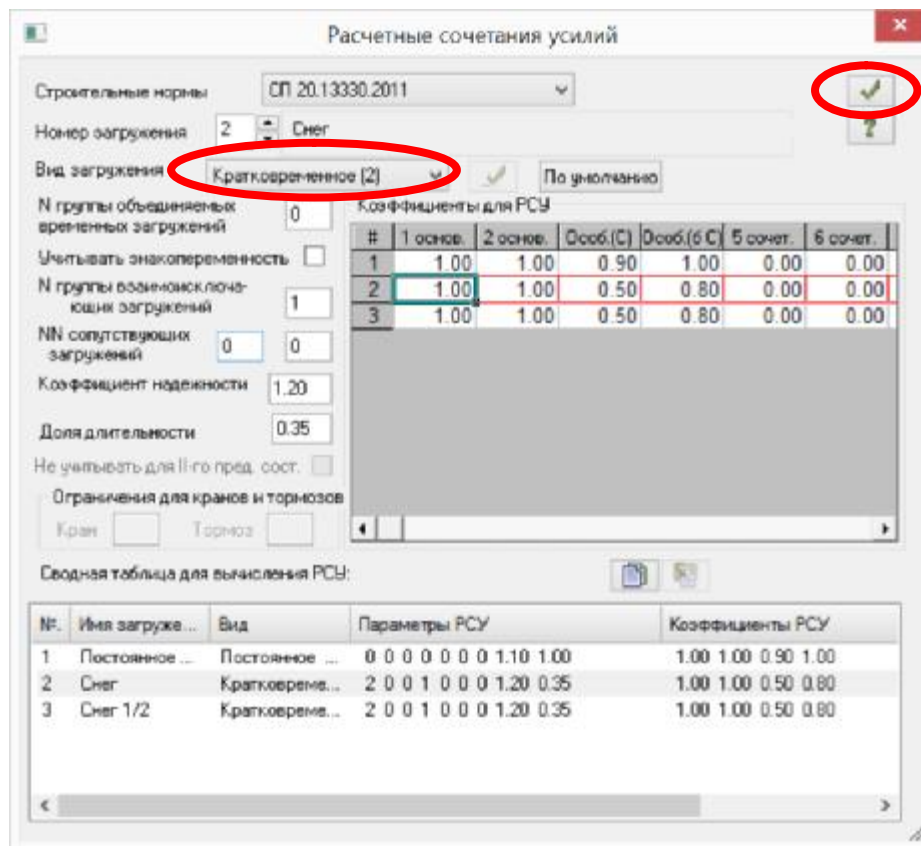 Расчетные сочетания усилий
Строительные нормы СП 20.13330.2011
Номер загружения 2 Снег
Вид загружения Кратковременное (2) По умолчанию
N группы объединяемых временных загружений 0
Коэффициенты для РСУ
Учитывать знакопеременность
N группы взаимоисключа-
ющих загружений 1
NN сопутствующих
загружений 0 0
Коэффициент надежности 1.20
Доля длительности 0.35
Не учитывать для II-го пред. сост.
Ограничения для кранов и тормозов
Кран Тормоз
# 1 основ. 2 основ. Особ.(С) Особ.(б С) 5 сочет. 6 сочет.
1 1.00 1.00 0.90 1.00 0.00 0.00
2 1.00 1.00 0.50 0.80 0.00 0.00
3 1.00 1.00 0.50 0.80 0.00 0.00
Сводная таблица для вычисления РСУ:
№. Имя загруже... Вид Параметры РСУ Коэффициенты РСУ
1 Постоянное ... Постоянное ... 0 0 0 0 0 0 0 1.10 1.00 1.00 1.00 0.90 1.00
2 Снег Кратковреме... 2 0 0 1 0 0 0 1.20 0.35 1.00 1.00 0.50 0.80
3 Снег 1/2 Кратковреме... 2 0 0 1 0 0 0 1.20 0.35 1.00 1.00 0.50 0.80